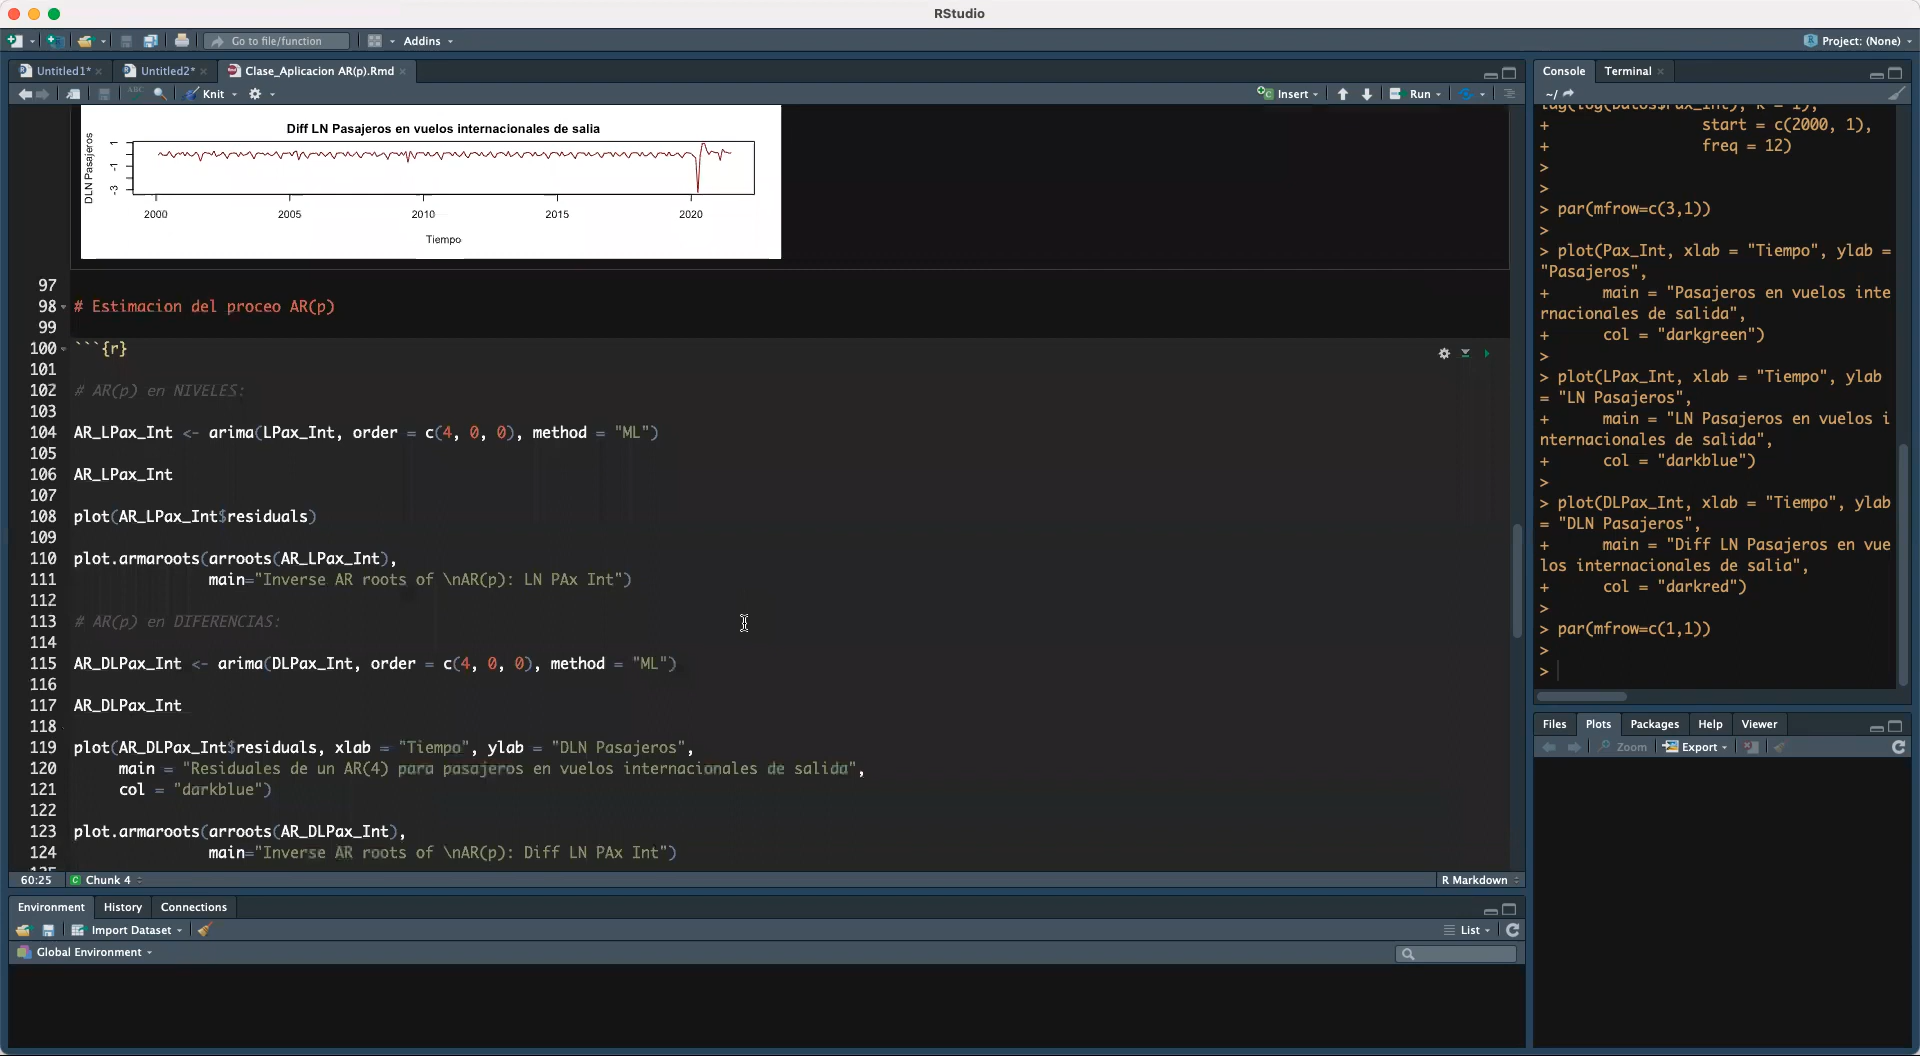 RStudio
Go to file/function
Addins
Project: (None)
Untitled1*
Untitled2*
Clase_Aplicacion AR(p).Rmd
ABC
Knit
Insert
Run
Diff LN Pasajeros en vuelos internacionales de salia
DLN Pasajeros
1
-1
-3
2000 2005 2010 2015 2020
Tiempo
97
98 # Estimacion del proceo AR(p)
99
100 ```{r}
101
102 # AR(p) en NIVELES:
103
104 AR_LPax_Int <- arima(LPax_Int, order = c(4, 0, 0), method = "ML")
105
106 AR_LPax_Int
107
108 plot(AR_LPax_Int$residuals)
109
110 plot.armaroots(arroots(AR_LPax_Int),
111 main="Inverse AR roots of \nAR(p): LN PAx Int")
112
113 # AR(p) en DIFERENCIAS:
114
115 AR_DLPax_Int <- arima(DLPax_Int, order = c(4, 0, 0), method = "ML")
116
117 AR_DLPax_Int
118
119 plot(AR_DLPax_Int$residuals, xlab = "Tiempo", ylab = "DLN Pasajeros",
120 main = "Residuales de un AR(4) para pasajeros en vuelos internacionales de salida",
121 col = "darkblue")
122
123 plot.armaroots(arroots(AR_DLPax_Int),
124 main="Inverse AR roots of \nAR(p): Diff LN PAx Int")
60:25
Chunk 4
R Markdown
Environment History Connections
Import Dataset
List
Global Environment
Console Terminal
~/
lag(log(Datos$Pax_Int), k = 1),
+ start = c(2000, 1),
+ freq = 12)
>
>
> par(mfrow=c(3,1))
>
> plot(Pax_Int, xlab = "Tiempo", ylab =
"Pasajeros",
+ main = "Pasajeros en vuelos inte
rnacionales de salida",
+ col = "darkgreen")
>
> plot(LPax_Int, xlab = "Tiempo", ylab
= "LN Pasajeros",
+ main = "LN Pasajeros en vuelos i
nternacionales de salida",
+ col = "darkblue")
>
> plot(DLPax_Int, xlab = "Tiempo", ylab
= "DLN Pasajeros",
+ main = "Diff LN Pasajeros en vue
los internacionales de salia",
+ col = "darkred")
>
> par(mfrow=c(1,1))
>
>
Files Plots Packages Help Viewer
Zoom
Export